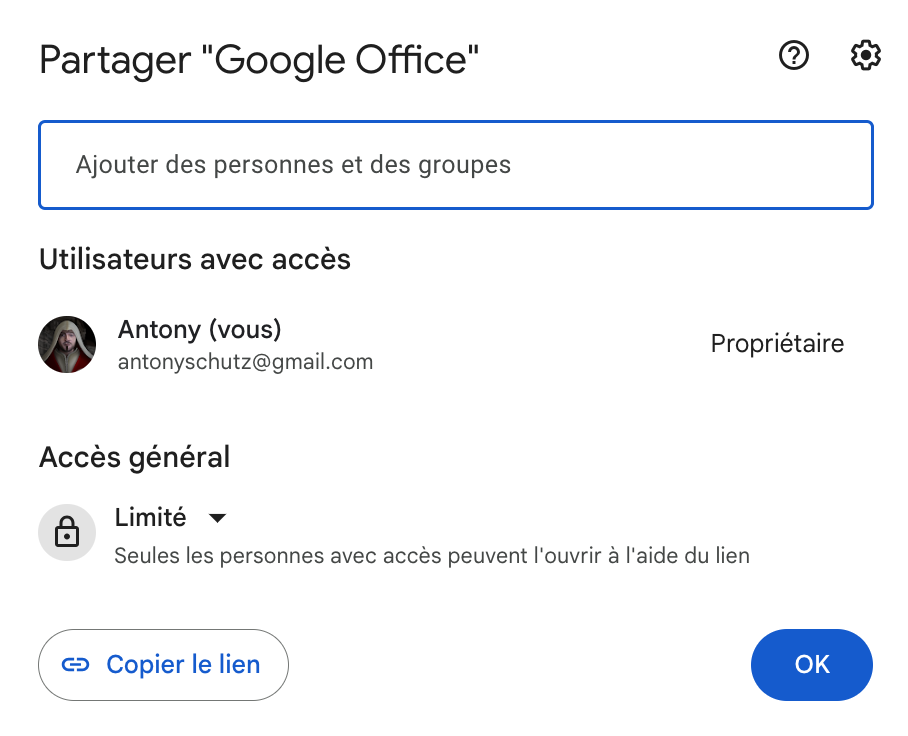 Partager "Google Office"
Ajouter des personnes et des groupes
Utilisateurs avec accès
Antony (vous)
antonyschutz@gmail.com
Propriétaire
Accès général
Limité
Seules les personnes avec accès peuvent l'ouvrir à l'aide du lien
Copier le lien
OK